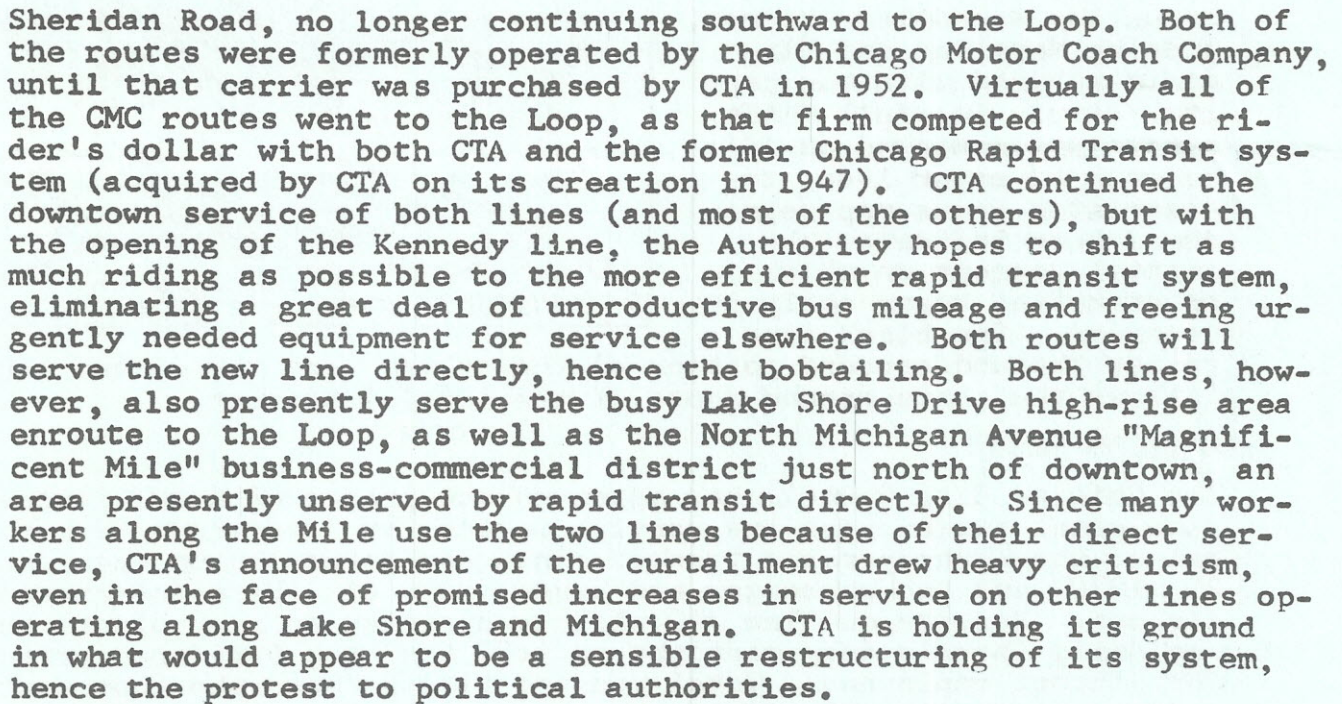 Sheridan Road, no longer continuing southward to the Loop.  Both of
the routes were formerly operated by the Chicago Motor Coach Company,
until that carrier was purchased by CTA in 1952.  Virtually all of
the CMC routes went to the Loop, as that firm competed for the ri-
der's dollar with both CTA and the former Chicago Rapid Transit sys-
tem (acquired by CTA on its creation in 1947).  CTA continued the
downtown service of both lines (and most of the others), but with
the opening of the Kennedy line, the Authority hopes to shift as
much riding as possible to the more efficient rapid transit system,
eliminating a great deal of unproductive bus mileage and freeing ur-
gently needed equipment for service elsewhere.  Both routes will
serve the new line directly, hence the bobtailing.  Both lines, how-
ever, also presently serve the busy Lake Shore Drive high-rise area
enroute to the Loop, as well as the North Michigan Avenue "Magnifi-
cent Mile" business-commercial district just north of downtown, an
area presently unserved by rapid transit directly.  Since many wor-
kers along the Mile use the two lines because of their direct ser-
vice, CTA's announcement of the curtailment drew heavy criticism,
even in the face of promised increases in service on other lines op-
erating along Lake Shore and Michigan.  CTA is holding its ground
in what would appear to be a sensible restructuring of its system,
hence the protest to political authorities.